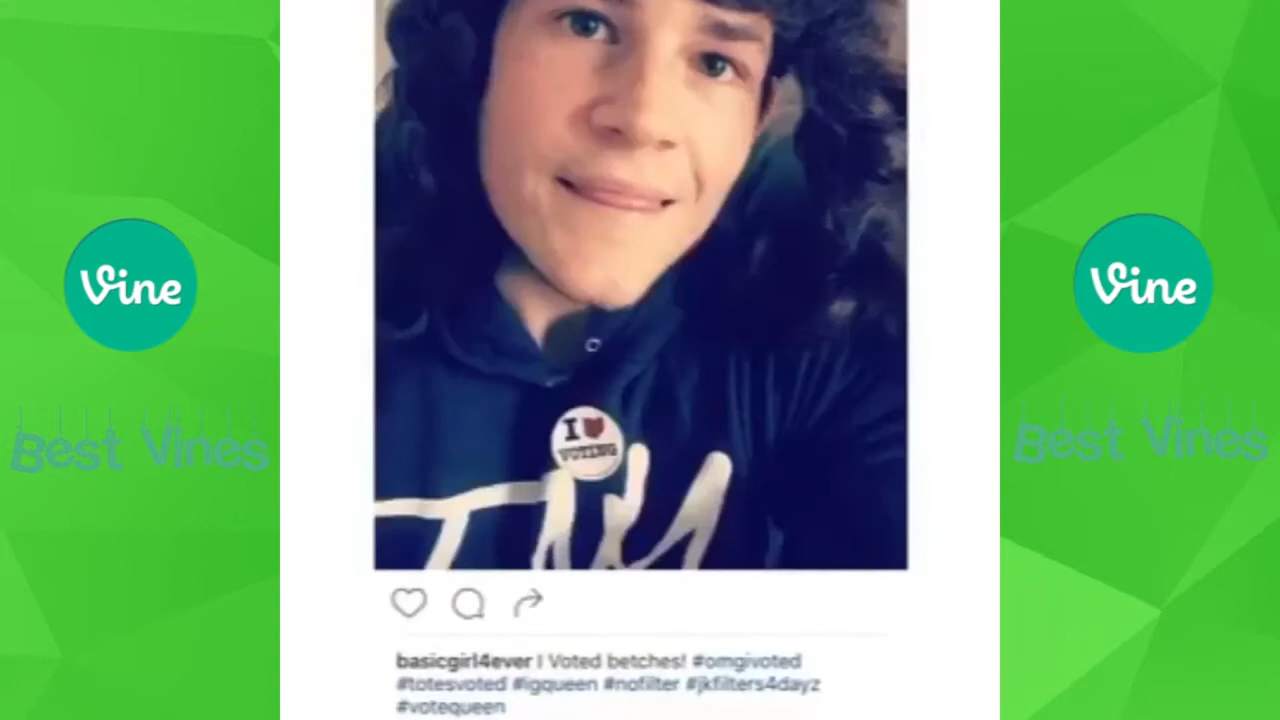 Vine
Best Vines
I
VOTING
basicgirl4ever I Voted betches! #omgivoted
#totesvoted #igqueen #nofilter #jkfilters4dayz
#votequeen
Vine
Best Vines